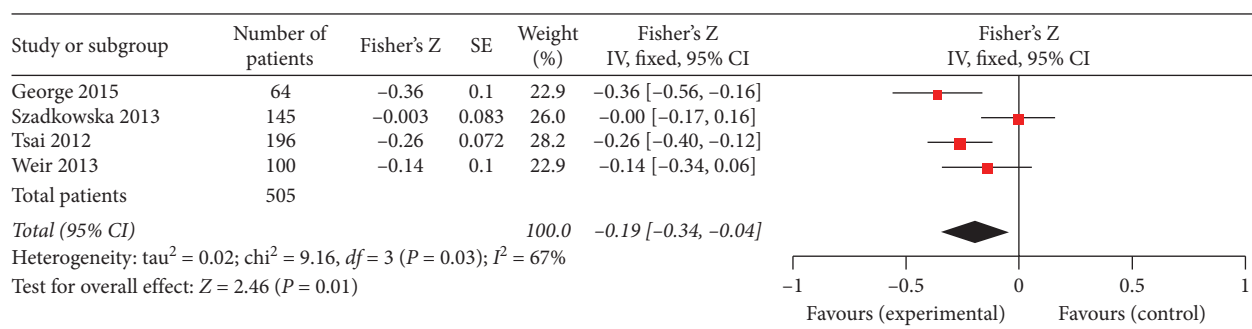 Study or subgroup Number of patients Fisher's Z SE Weight (%) Fisher's Z IV, fixed, 95% CI Fisher's Z IV, fixed, 95% CI
George 2015 64 –0.36 0.1 22.9 –0.36 [–0.56, –0.16]
Szadkowska 2013 145 –0.003 0.083 26.0 –0.00 [–0.17, 0.16]
Tsai 2012 196 –0.26 0.072 28.2 –0.26 [–0.40, –0.12]
Weir 2013 100 –0.14 0.1 22.9 –0.14 [–0.34, 0.06]
Total patients 505
Total (95% CI) 100.0 –0.19 [–0.34, –0.04]
Heterogeneity: tau² = 0.02; chi² = 9.16, df = 3 (P = 0.03); I² = 67%
Test for overall effect: Z = 2.46 (P = 0.01)
–1 –0.5 0 0.5 1
Favours (experimental) Favours (control)